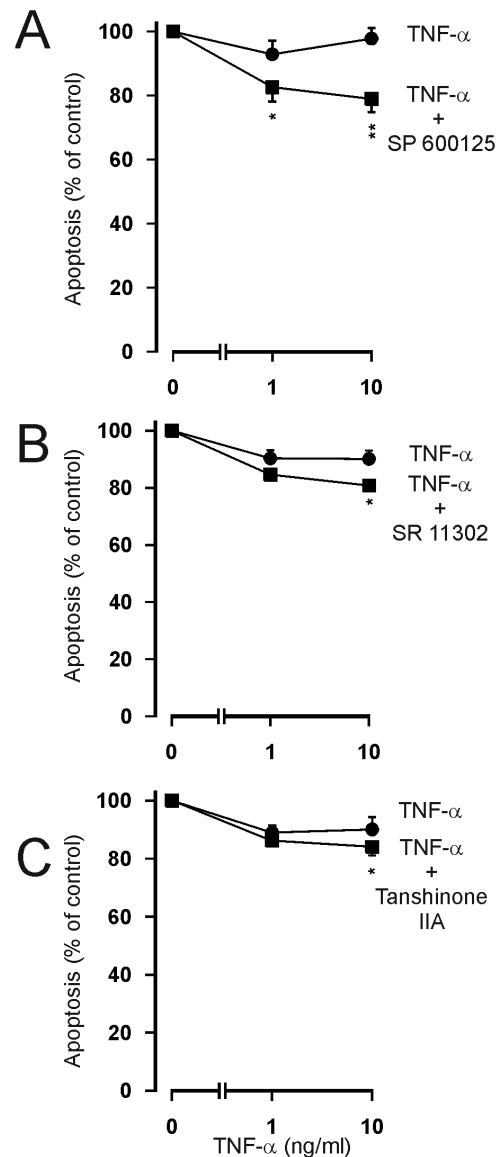 A
Apoptosis (% of control)
100
80
60
40
20
0
0 1 10
TNF-α
TNF-α
+
SP 600125
*
**
B
Apoptosis (% of control)
100
80
60
40
20
0
0 1 10
TNF-α
TNF-α
+
SR 11302
*
C
Apoptosis (% of control)
100
80
60
40
20
0
0 1 10
TNF-α (ng/ml)
TNF-α
TNF-α
+
Tanshinone
IIA
*